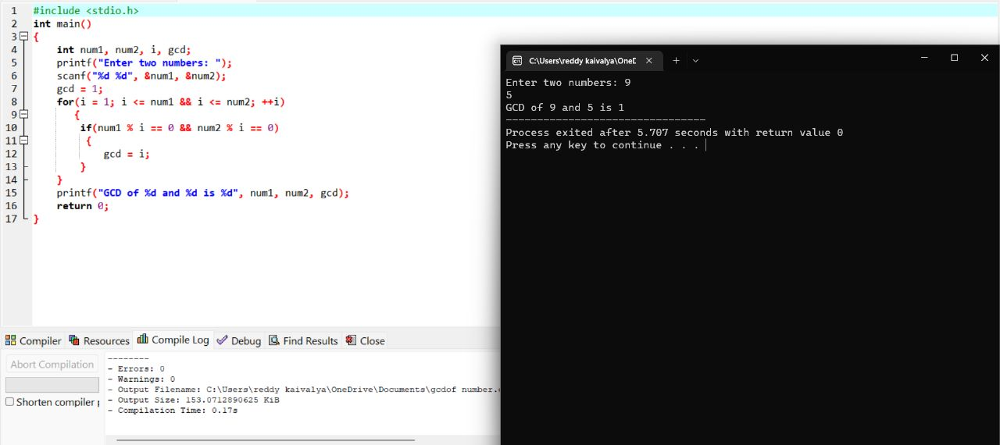 1 #include <stdio.h>
2 int main()
3 {
4 int num1, num2, i, gcd;
5 printf("Enter two numbers: ");
6 scanf("%d %d", &num1, &num2);
7 gcd = 1;
8 for(i = 1; i <= num1 && i <= num2; ++i)
9 {
10 if(num1 % i == 0 && num2 % i == 0)
11 {
12 gcd = i;
13 }
14 }
15 printf("GCD of %d and %d is %d", num1, num2, gcd);
16 return 0;
17 }
C:\Users\reddy kaivalya\OneD
Enter two numbers: 9
5
GCD of 9 and 5 is 1
--------------------------------
Process exited after 5.707 seconds with return value 0
Press any key to continue . . .
Compiler Resources Compile Log Debug Find Results Close
Abort Compilation
Shorten compiler p
--------
- Errors: 0
- Warnings: 0
- Output Filename: C:\Users\reddy kaivalya\OneDrive\Documents\gcdof number.e
- Output Size: 153.0712890625 KiB
- Compilation Time: 0.17s